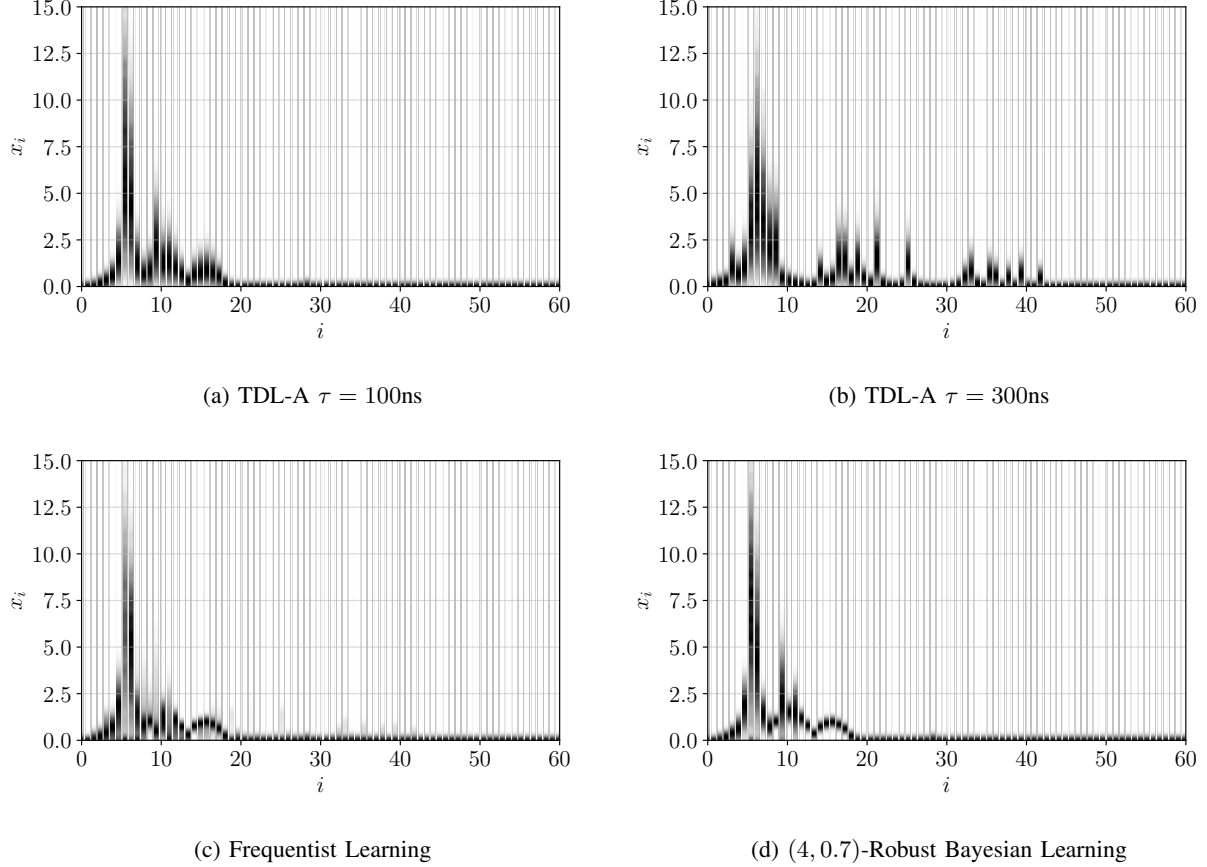 15.0
12.5
10.0
7.5
5.0
2.5
0.0
x_i
0 10 20 30 40 50 60
i
(a) TDL-A τ = 100ns
15.0
12.5
10.0
7.5
5.0
2.5
0.0
x_i
0 10 20 30 40 50 60
i
(b) TDL-A τ = 300ns
15.0
12.5
10.0
7.5
5.0
2.5
0.0
x_i
0 10 20 30 40 50 60
i
(c) Frequentist Learning
15.0
12.5
10.0
7.5
5.0
2.5
0.0
x_i
0 10 20 30 40 50 60
i
(d) (4, 0.7)-Robust Bayesian Learning